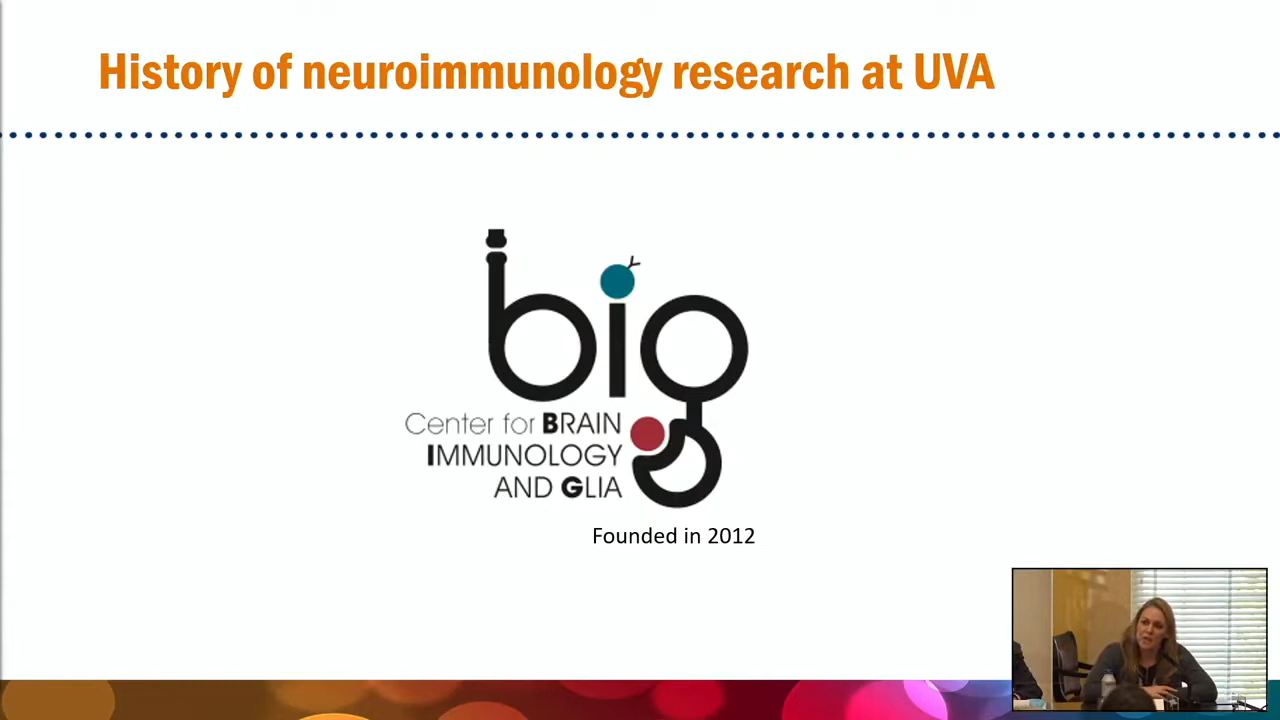 History of neuroimmunology research at UVA
big
Center for BRAIN
IMMUNOLOGY
AND GLIA
Founded in 2012